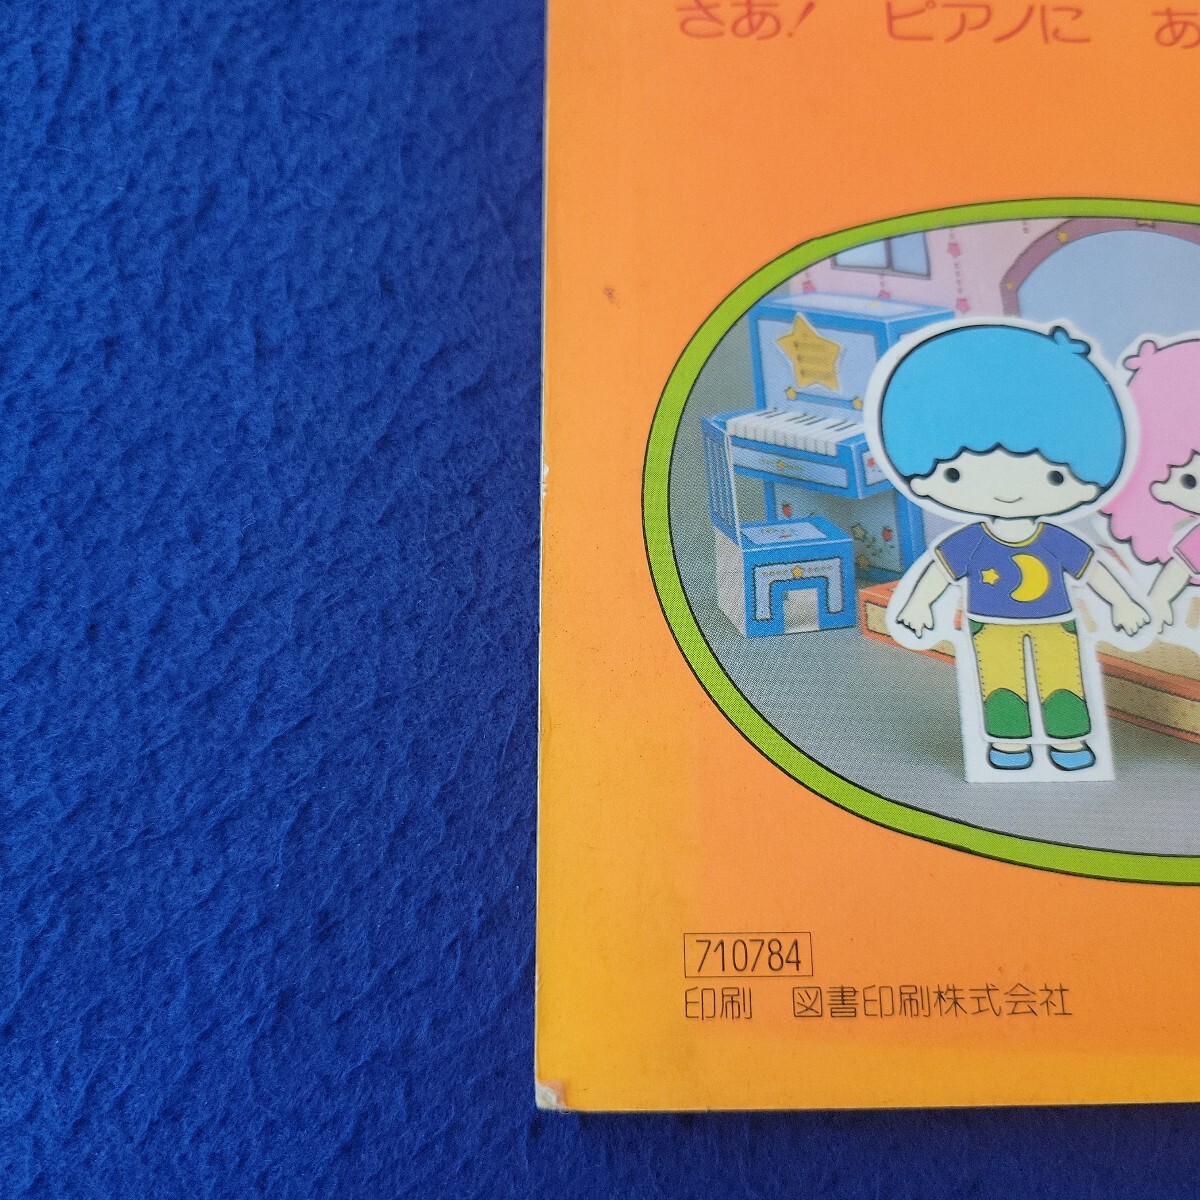 さあ! ピアノに あ
710784
印刷 図書印刷株式会社